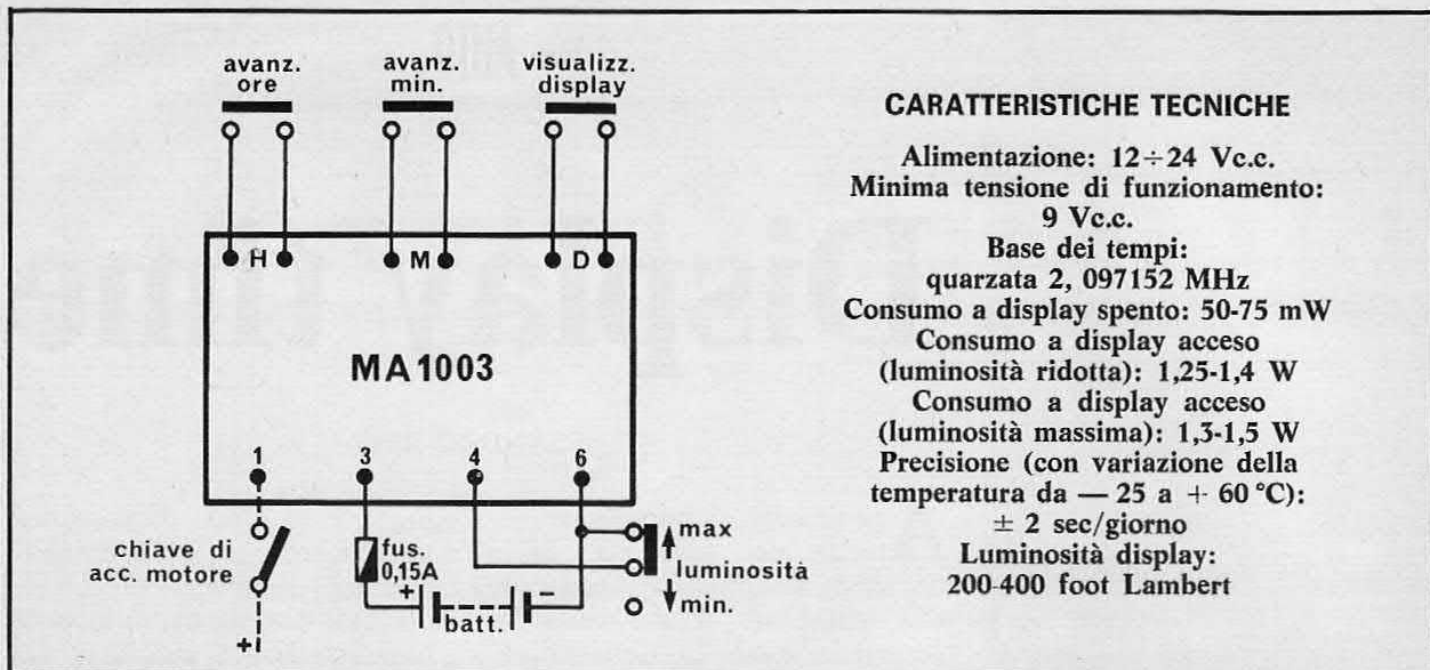 avanz.
ore
avanz.
min.
visualizz.
display
H
M
D
MA1003
1
3
4
6
chiave di
acc. motore
+
fus.
0,15A
+
batt.
-
max
luminosità
min.
CARATTERISTICHE TECNICHE
Alimentazione: 12÷24 Vc.c.
Minima tensione di funzionamento:
9 Vc.c.
Base dei tempi:
quarzata 2, 097152 MHz
Consumo a display spento: 50-75 mW
Consumo a display acceso
(luminosità ridotta): 1,25-1,4 W
Consumo a display acceso
(luminosità massima): 1,3-1,5 W
Precisione (con variazione della
temperatura da — 25 a + 60 °C):
± 2 sec/giorno
Luminosità display:
200-400 foot Lambert